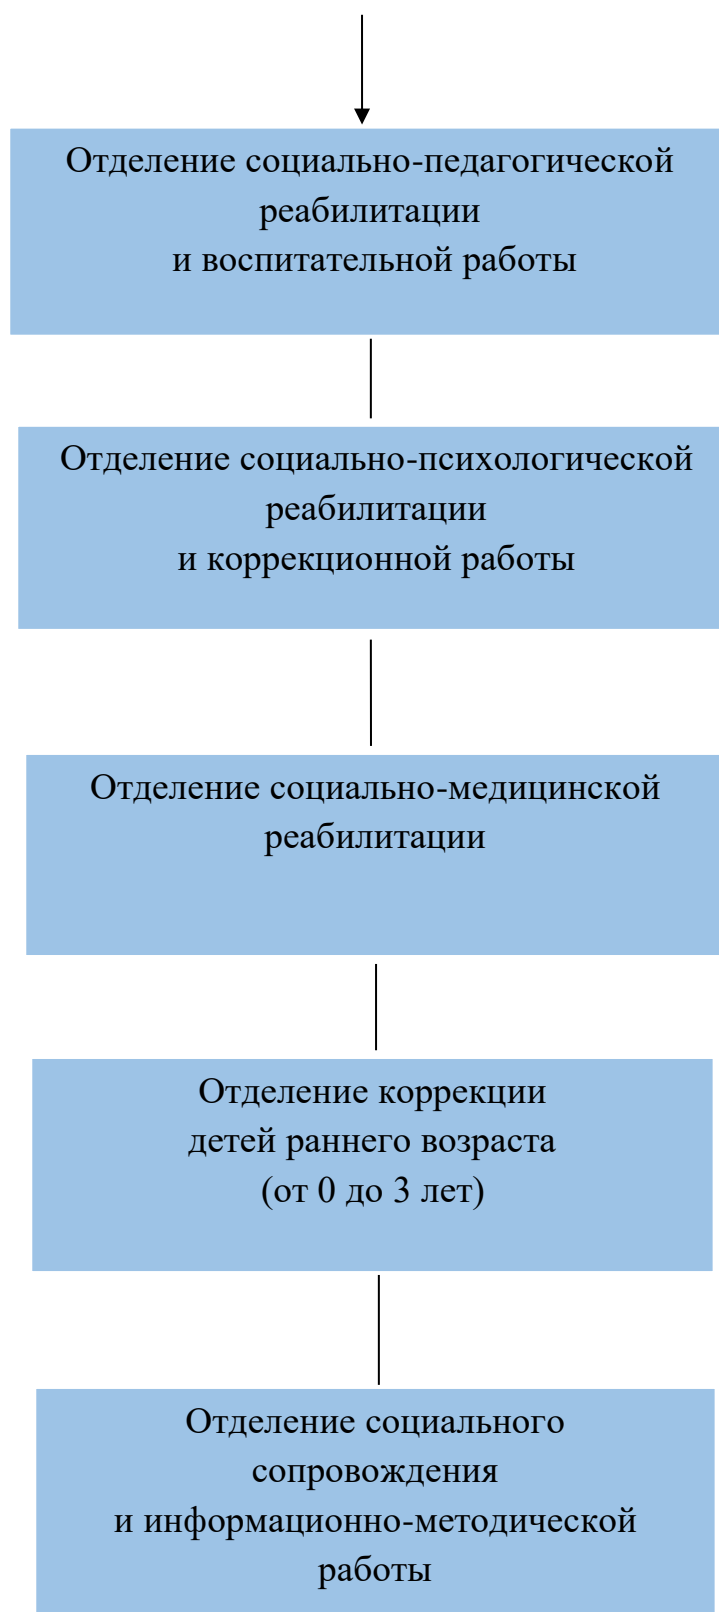 Отделение социально-педагогической
реабилитации
и воспитательной работы
Отделение социально-психологической
реабилитации
и коррекционной работы
Отделение социально-медицинской
реабилитации
Отделение коррекции
детей раннего возраста
(от 0 до 3 лет)
Отделение социального
сопровождения
и информационно-методической
работы